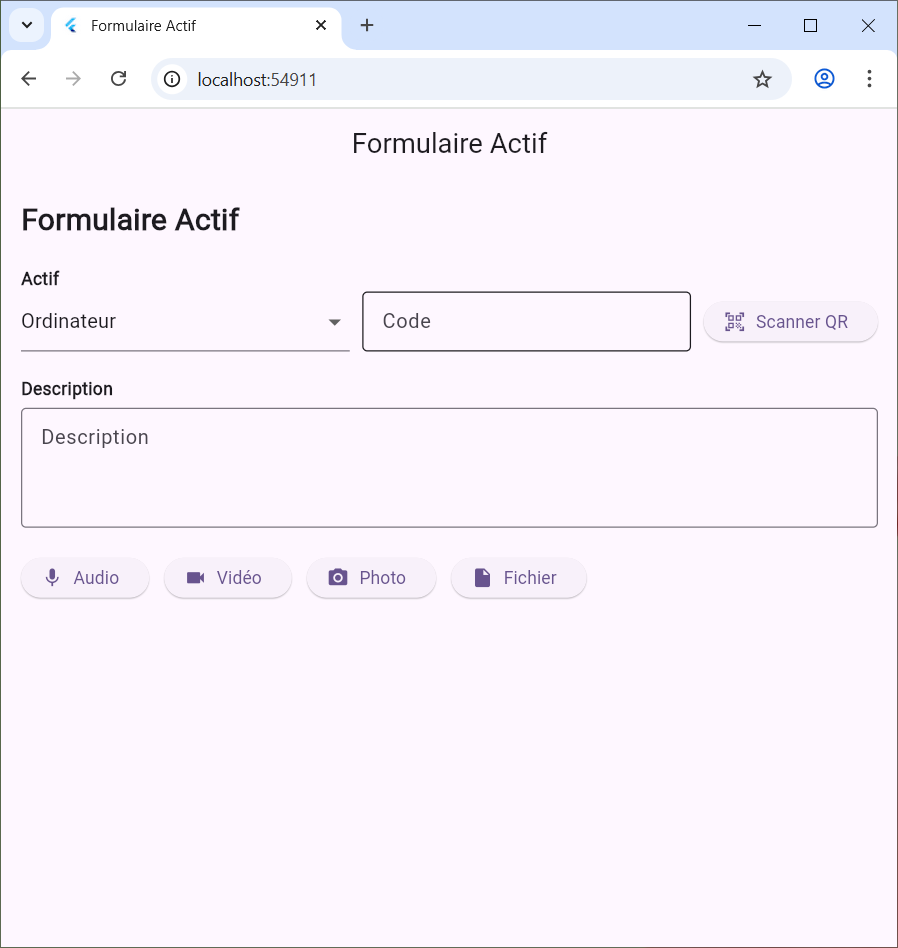 Formulaire Actif
localhost:54911
Formulaire Actif
Formulaire Actif
Actif
Ordinateur Code Scanner QR
Description
Description
Audio Vidéo Photo Fichier